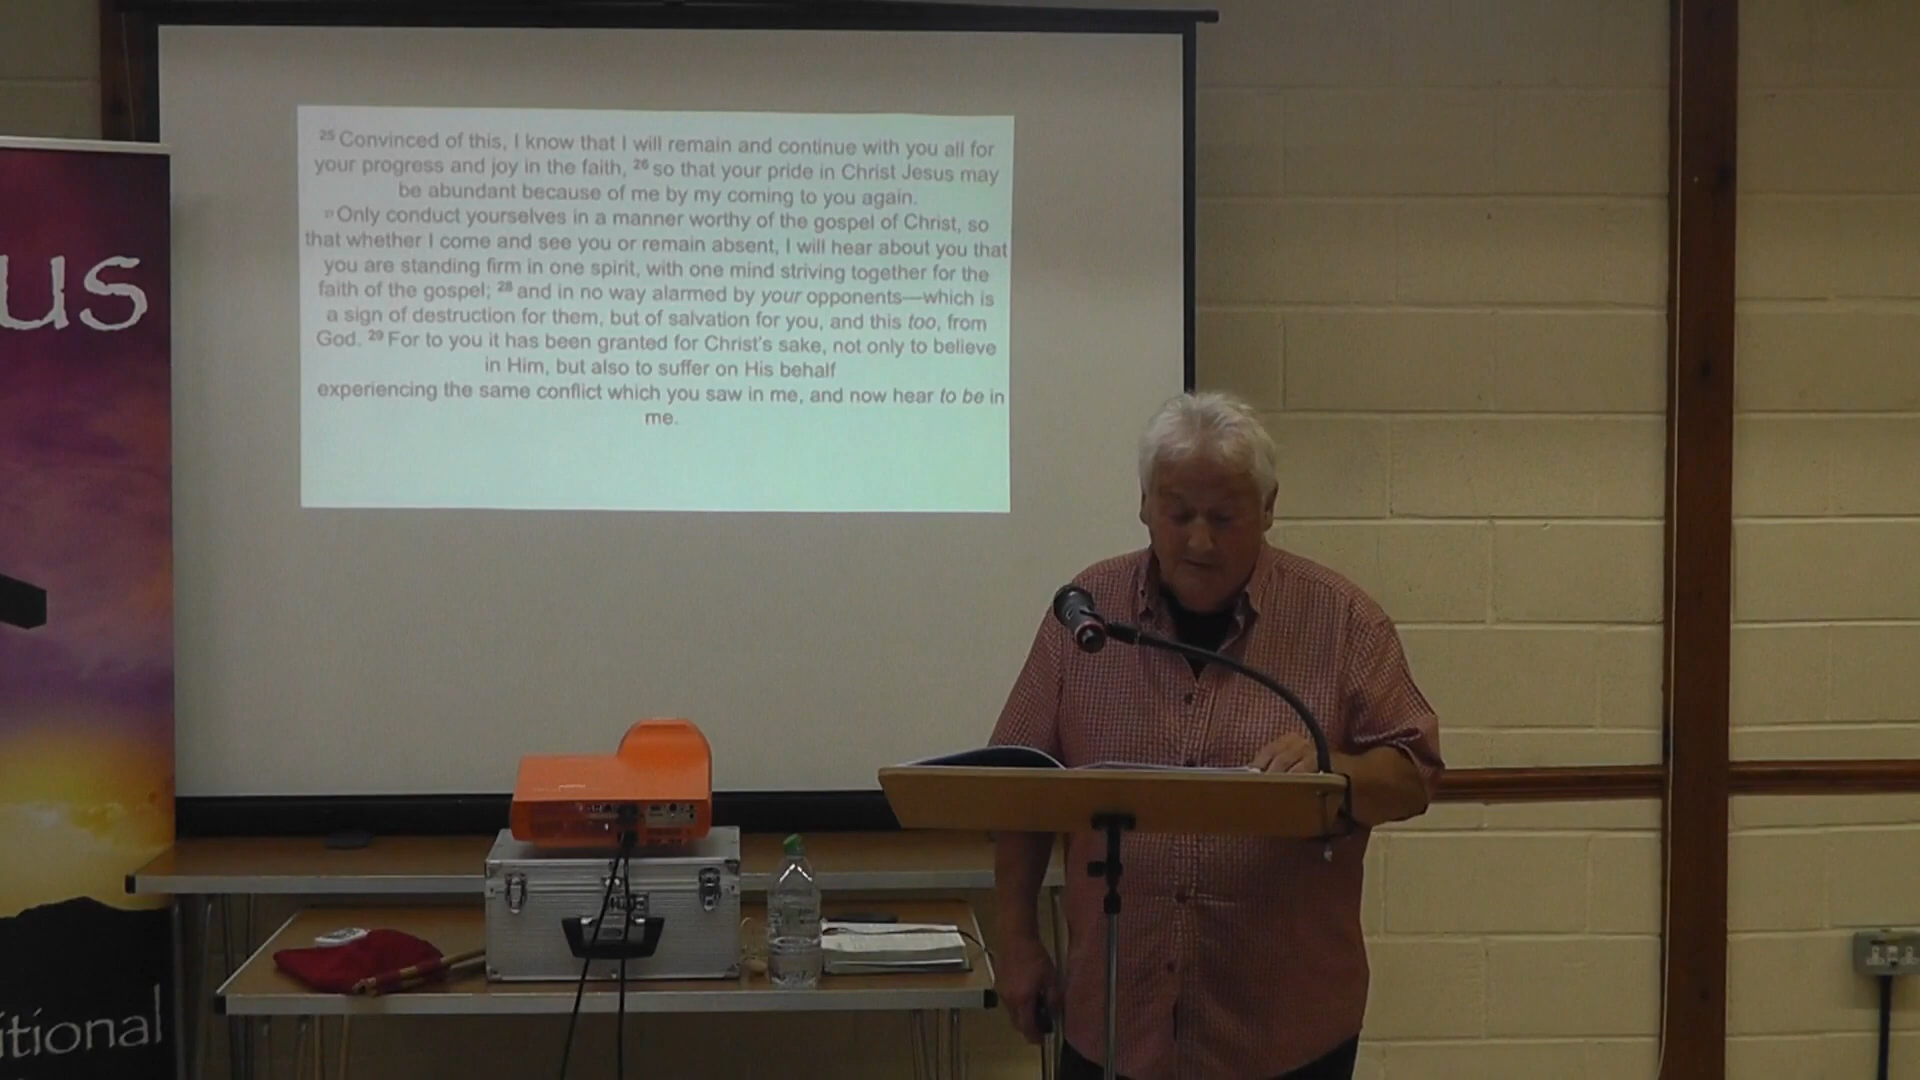 25 Convinced of this, I know that I will remain and continue with you all for
your progress and joy in the faith, 26 so that your pride in Christ Jesus may
be abundant because of me by my coming to you again.
27 Only conduct yourselves in a manner worthy of the gospel of Christ, so
that whether I come and see you or remain absent, I will hear about you that
you are standing firm in one spirit, with one mind striving together for the
faith of the gospel; 28 and in no way alarmed by your opponents—which is
a sign of destruction for them, but of salvation for you, and this too, from
God. 29 For to you it has been granted for Christ's sake, not only to believe
in Him, but also to suffer on His behalf
experiencing the same conflict which you saw in me, and now hear to be in
me.
us
itional